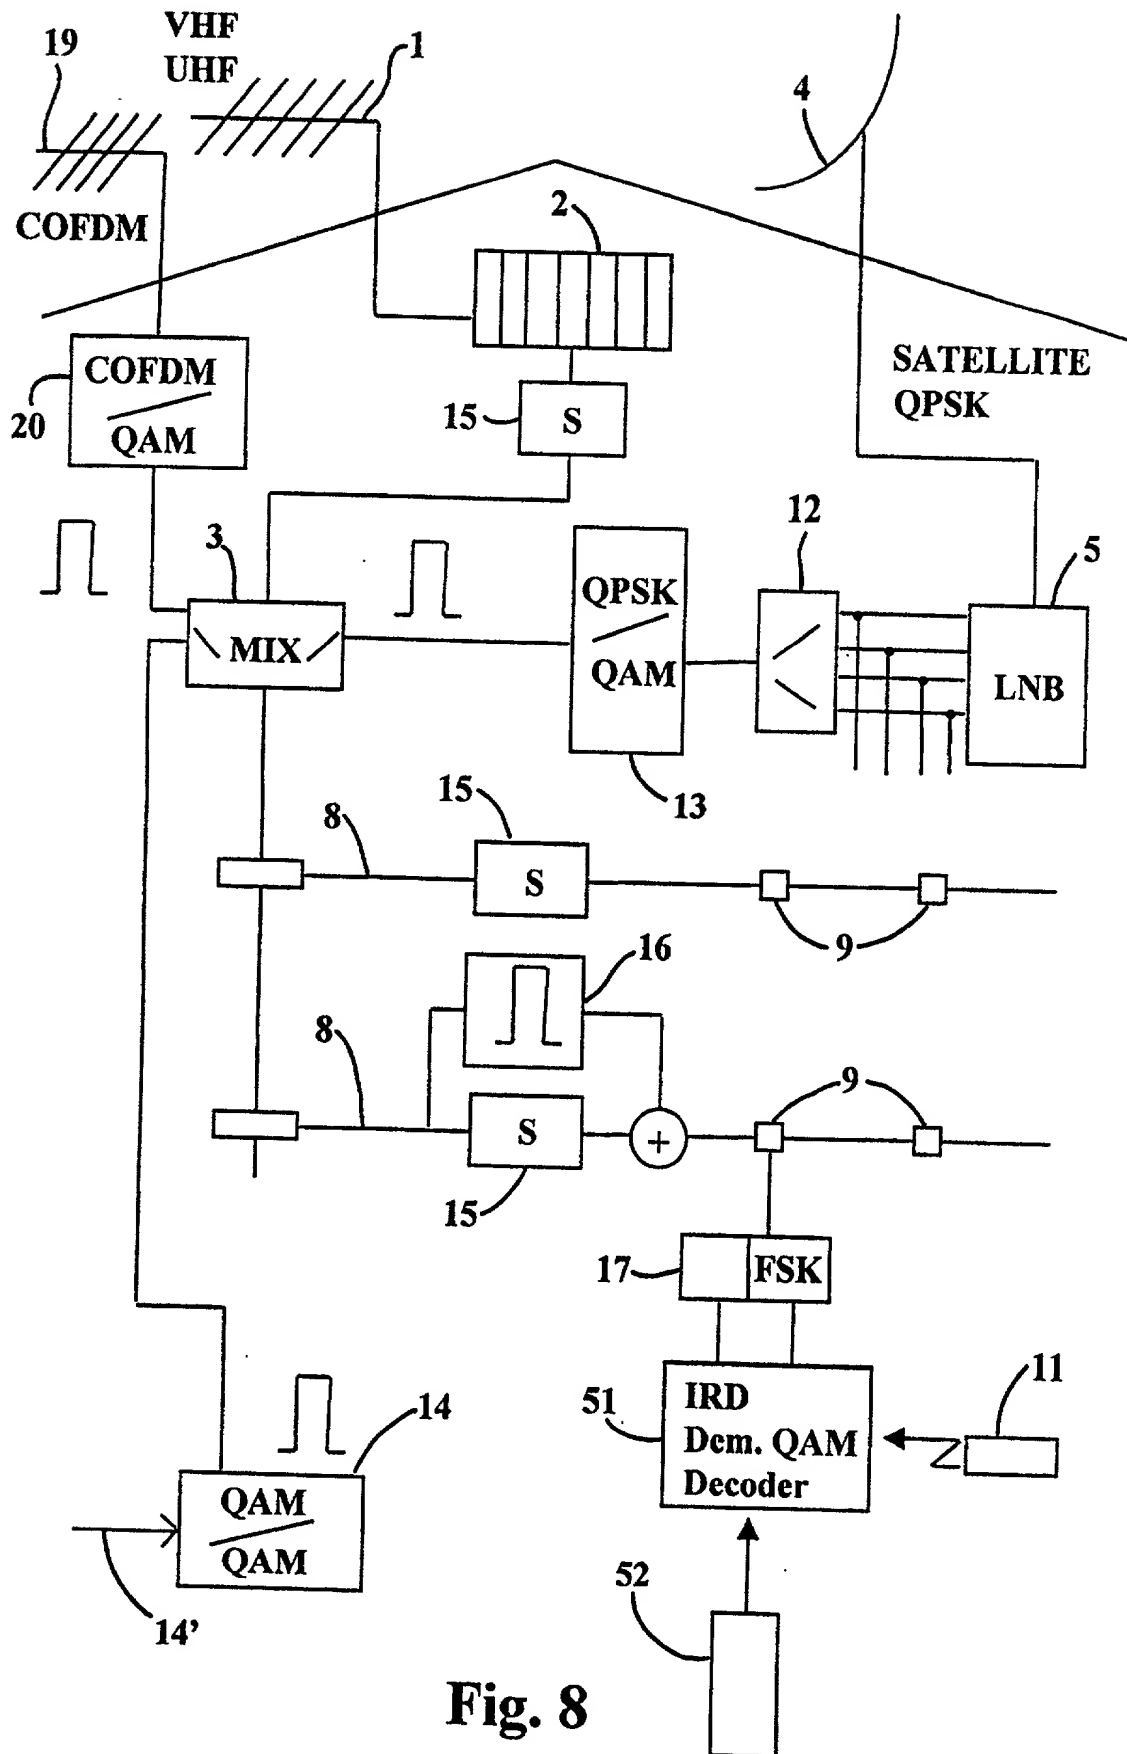 VHF
UHF
19
1
4
COFDM
2
COFDM
QAM
20
15
S
SATELLITE
QPSK
3
12
5
MIX
QPSK
QAM
LNB
13
15
8
S
9
16
8
9
S
+
15
17
FSK
11
51
IRD
Dem. QAM
Decoder
14
QAM
QAM
14’
52
Fig. 8